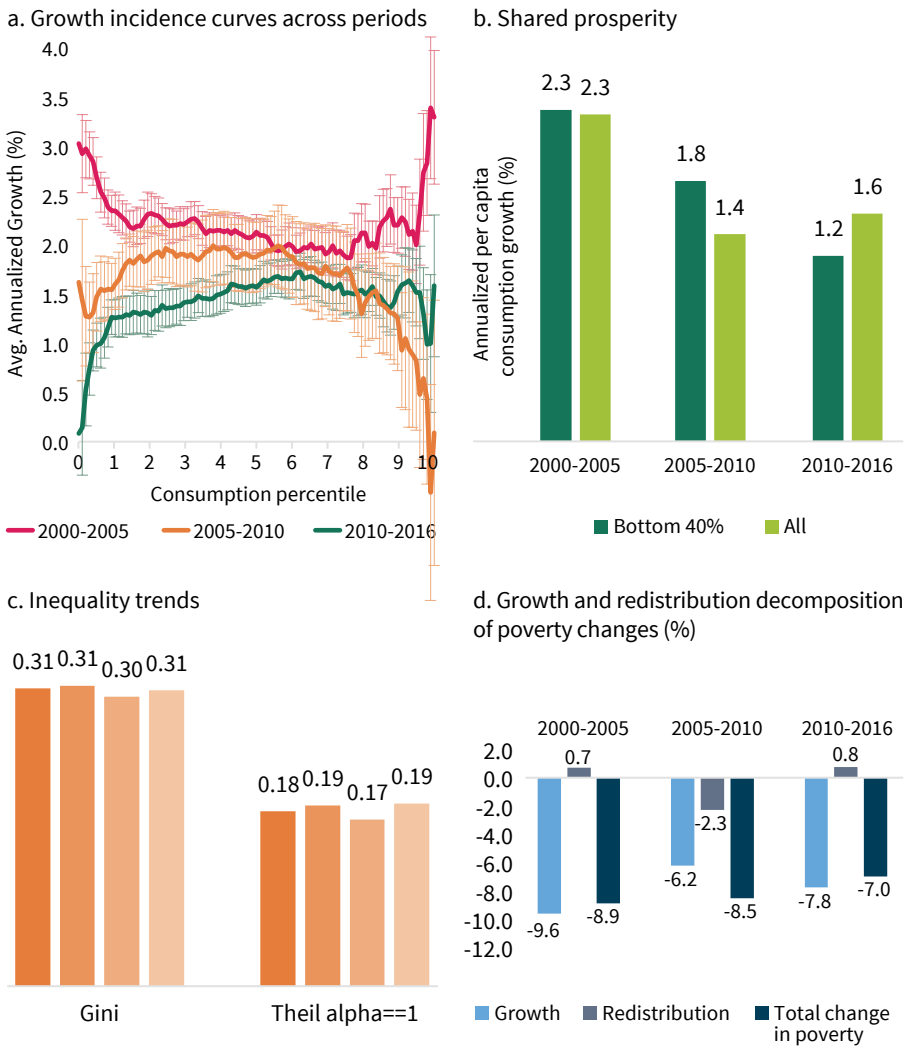 a. Growth incidence curves across periods
Avg. Annualized Growth (%)
4.0
3.5
3.0
2.5
2.0
1.5
1.0
0.5
0.0
0 1 2 3 4 5 6 7 8 9 10
Consumption percentile
2000-2005 2005-2010 2010-2016
b. Shared prosperity
Annualized per capita
consumption growth (%)
2.3 2.3
1.8
1.4
1.2
1.6
2000-2005 2005-2010 2010-2016
Bottom 40% All
c. Inequality trends
0.31 0.31 0.30 0.31
0.18 0.19 0.17 0.19
Gini Theil alpha==1
d. Growth and redistribution decomposition
of poverty changes (%)
2000-2005 2005-2010 2010-2016
2.0
0.0
-2.0
-4.0
-6.0
-8.0
-10.0
-12.0
-9.6 0.7 -8.9
-6.2 -2.3 -8.5
-7.8 0.8 -7.0
Growth Redistribution Total change
in poverty